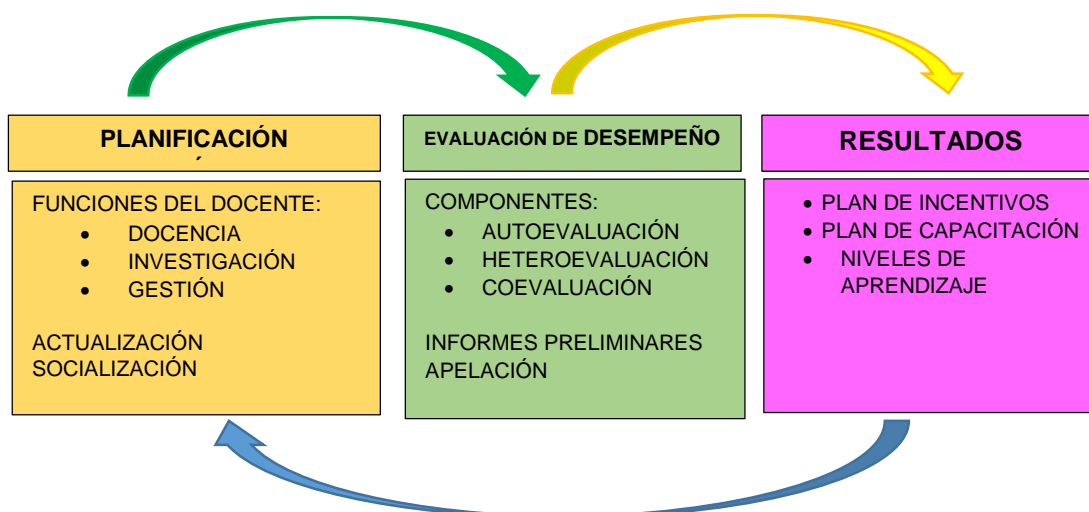 PLANIFICACIÓN
FUNCIONES DEL DOCENTE:
• DOCENCIA
• INVESTIGACIÓN
• GESTIÓN
ACTUALIZACIÓN
SOCIALIZACIÓN
EVALUACIÓN DE DESEMPEÑO
COMPONENTES:
• AUTOEVALUACIÓN
• HETEROEVALUACIÓN
• COEVALUACIÓN
INFORMES PRELIMINARES
APELACIÓN
RESULTADOS
• PLAN DE INCENTIVOS
• PLAN DE CAPACITACIÓN
• NIVELES DE
APRENDIZAJE